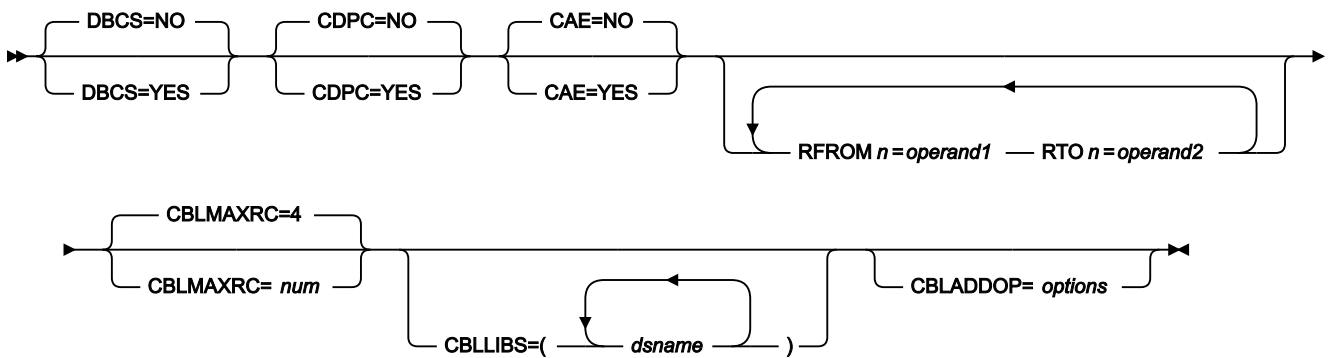 DBCS=NO CDPC=NO CAE=NO
DBCS=YES CDPC=YES CAE=YES
RFROM n=operand1 RTO n=operand2
CBLMAXRC=4
CBLMAXRC= num CBLADDOP= options
CBLLIBS=( dsname )